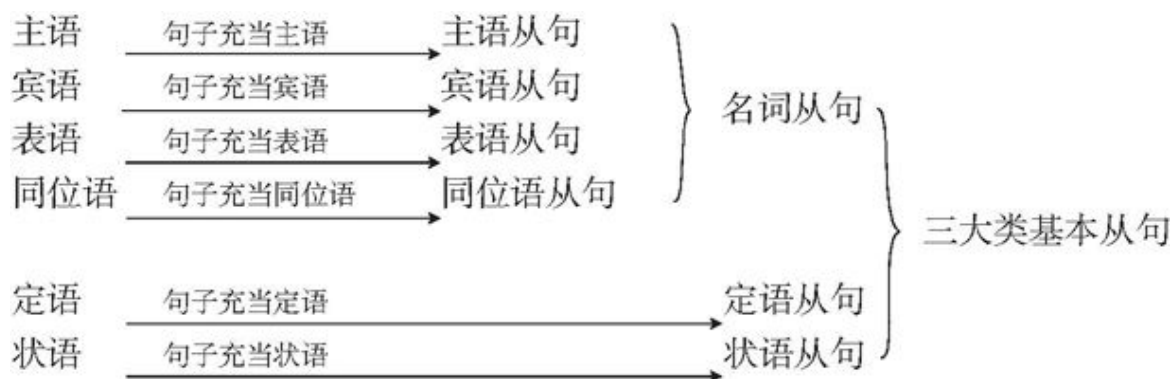 主语 句子充当主语 主语从句
宾语 句子充当宾语 宾语从句
表语 句子充当表语 表语从句
同位语 句子充当同位语 同位语从句
名词从句
三大类基本从句
定语 句子充当定语 定语从句
状语 句子充当状语 状语从句